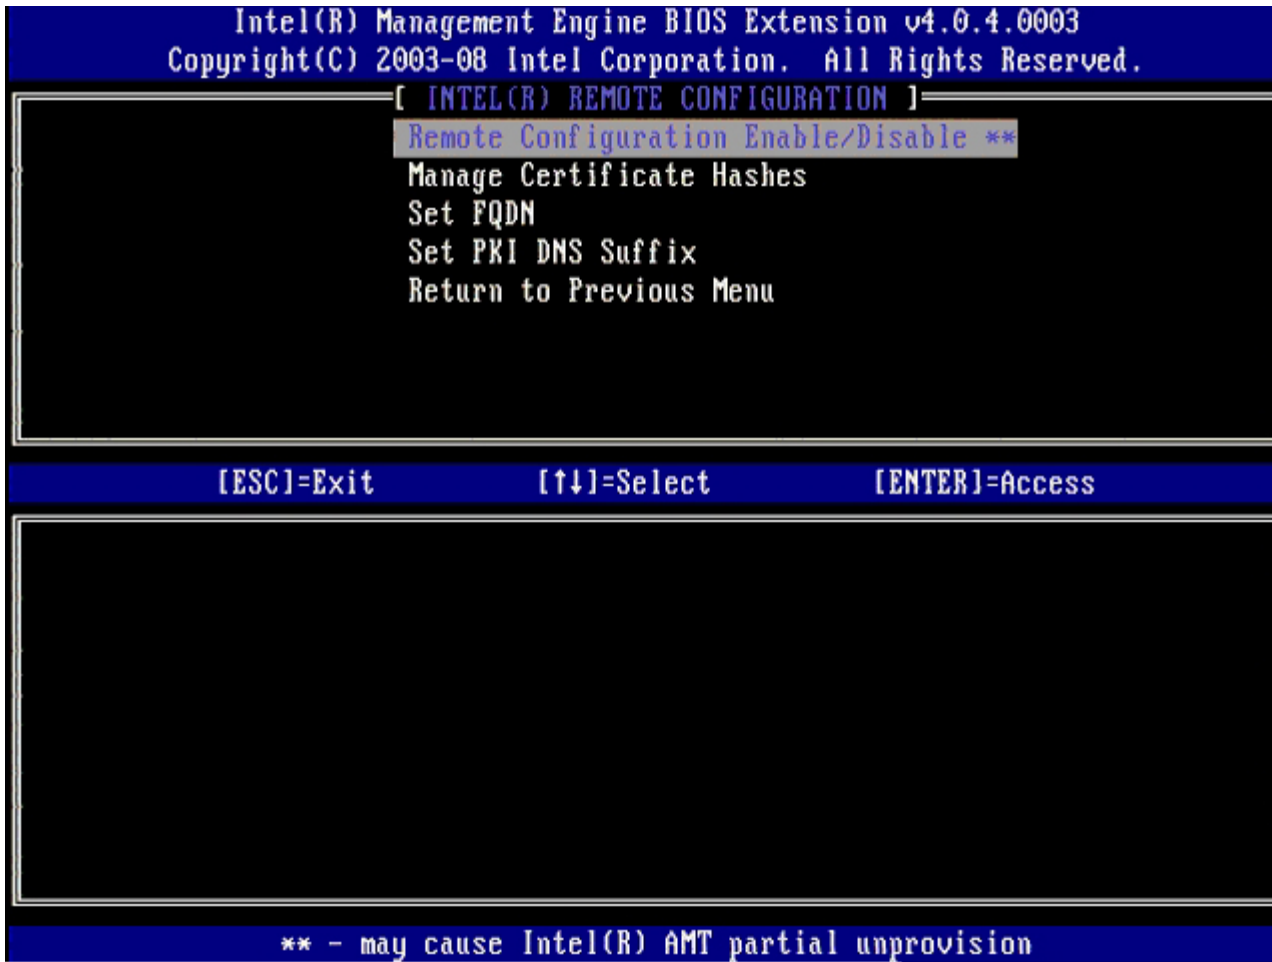 Intel(R) Management Engine BIOS Extension v4.0.4.0003
Copyright(C) 2003-08 Intel Corporation.  All Rights Reserved.
[ INTEL(R) REMOTE CONFIGURATION ]
Remote Configuration Enable/Disable **
Manage Certificate Hashes
Set FQDN
Set PKI DNS Suffix
Return to Previous Menu
[ESC]=Exit [↑↓]=Select [ENTER]=Access
** - may cause Intel(R) AMT partial unprovision